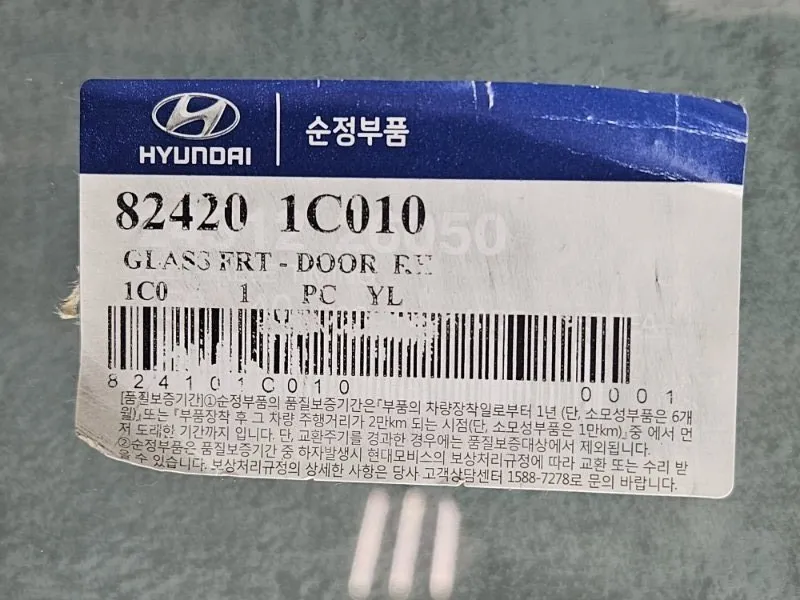 HYUNDAI
순정부품
82420 1C010
GLASS FRT - DOOR RH
1C0 1 PC YL
824101C010 0001
[품질보증기간]①순정부품의 품질보증기간은『부품의 차량장착일로부터 1년 (단, 소모성부품은 6개
월)』또는『부품장착 후 그 차량 주행거리가 2만km 되는 시점(단, 소모성부품은 1만km)』중 에서 먼
저 도래한 기간까지 입니다. 단, 교환주기를 경과한 경우에는 품질보증대상에서 제외됩니다.
②순정부품은 품질보증기간 중 하자발생시 현대모비스의 보상처리규정에 따라 교환 또는 수리 받
을 수 있습니다. 보상처리규정의 상세한 사항은 당사 고객상담센터 1588-7278로 문의 바랍니다.